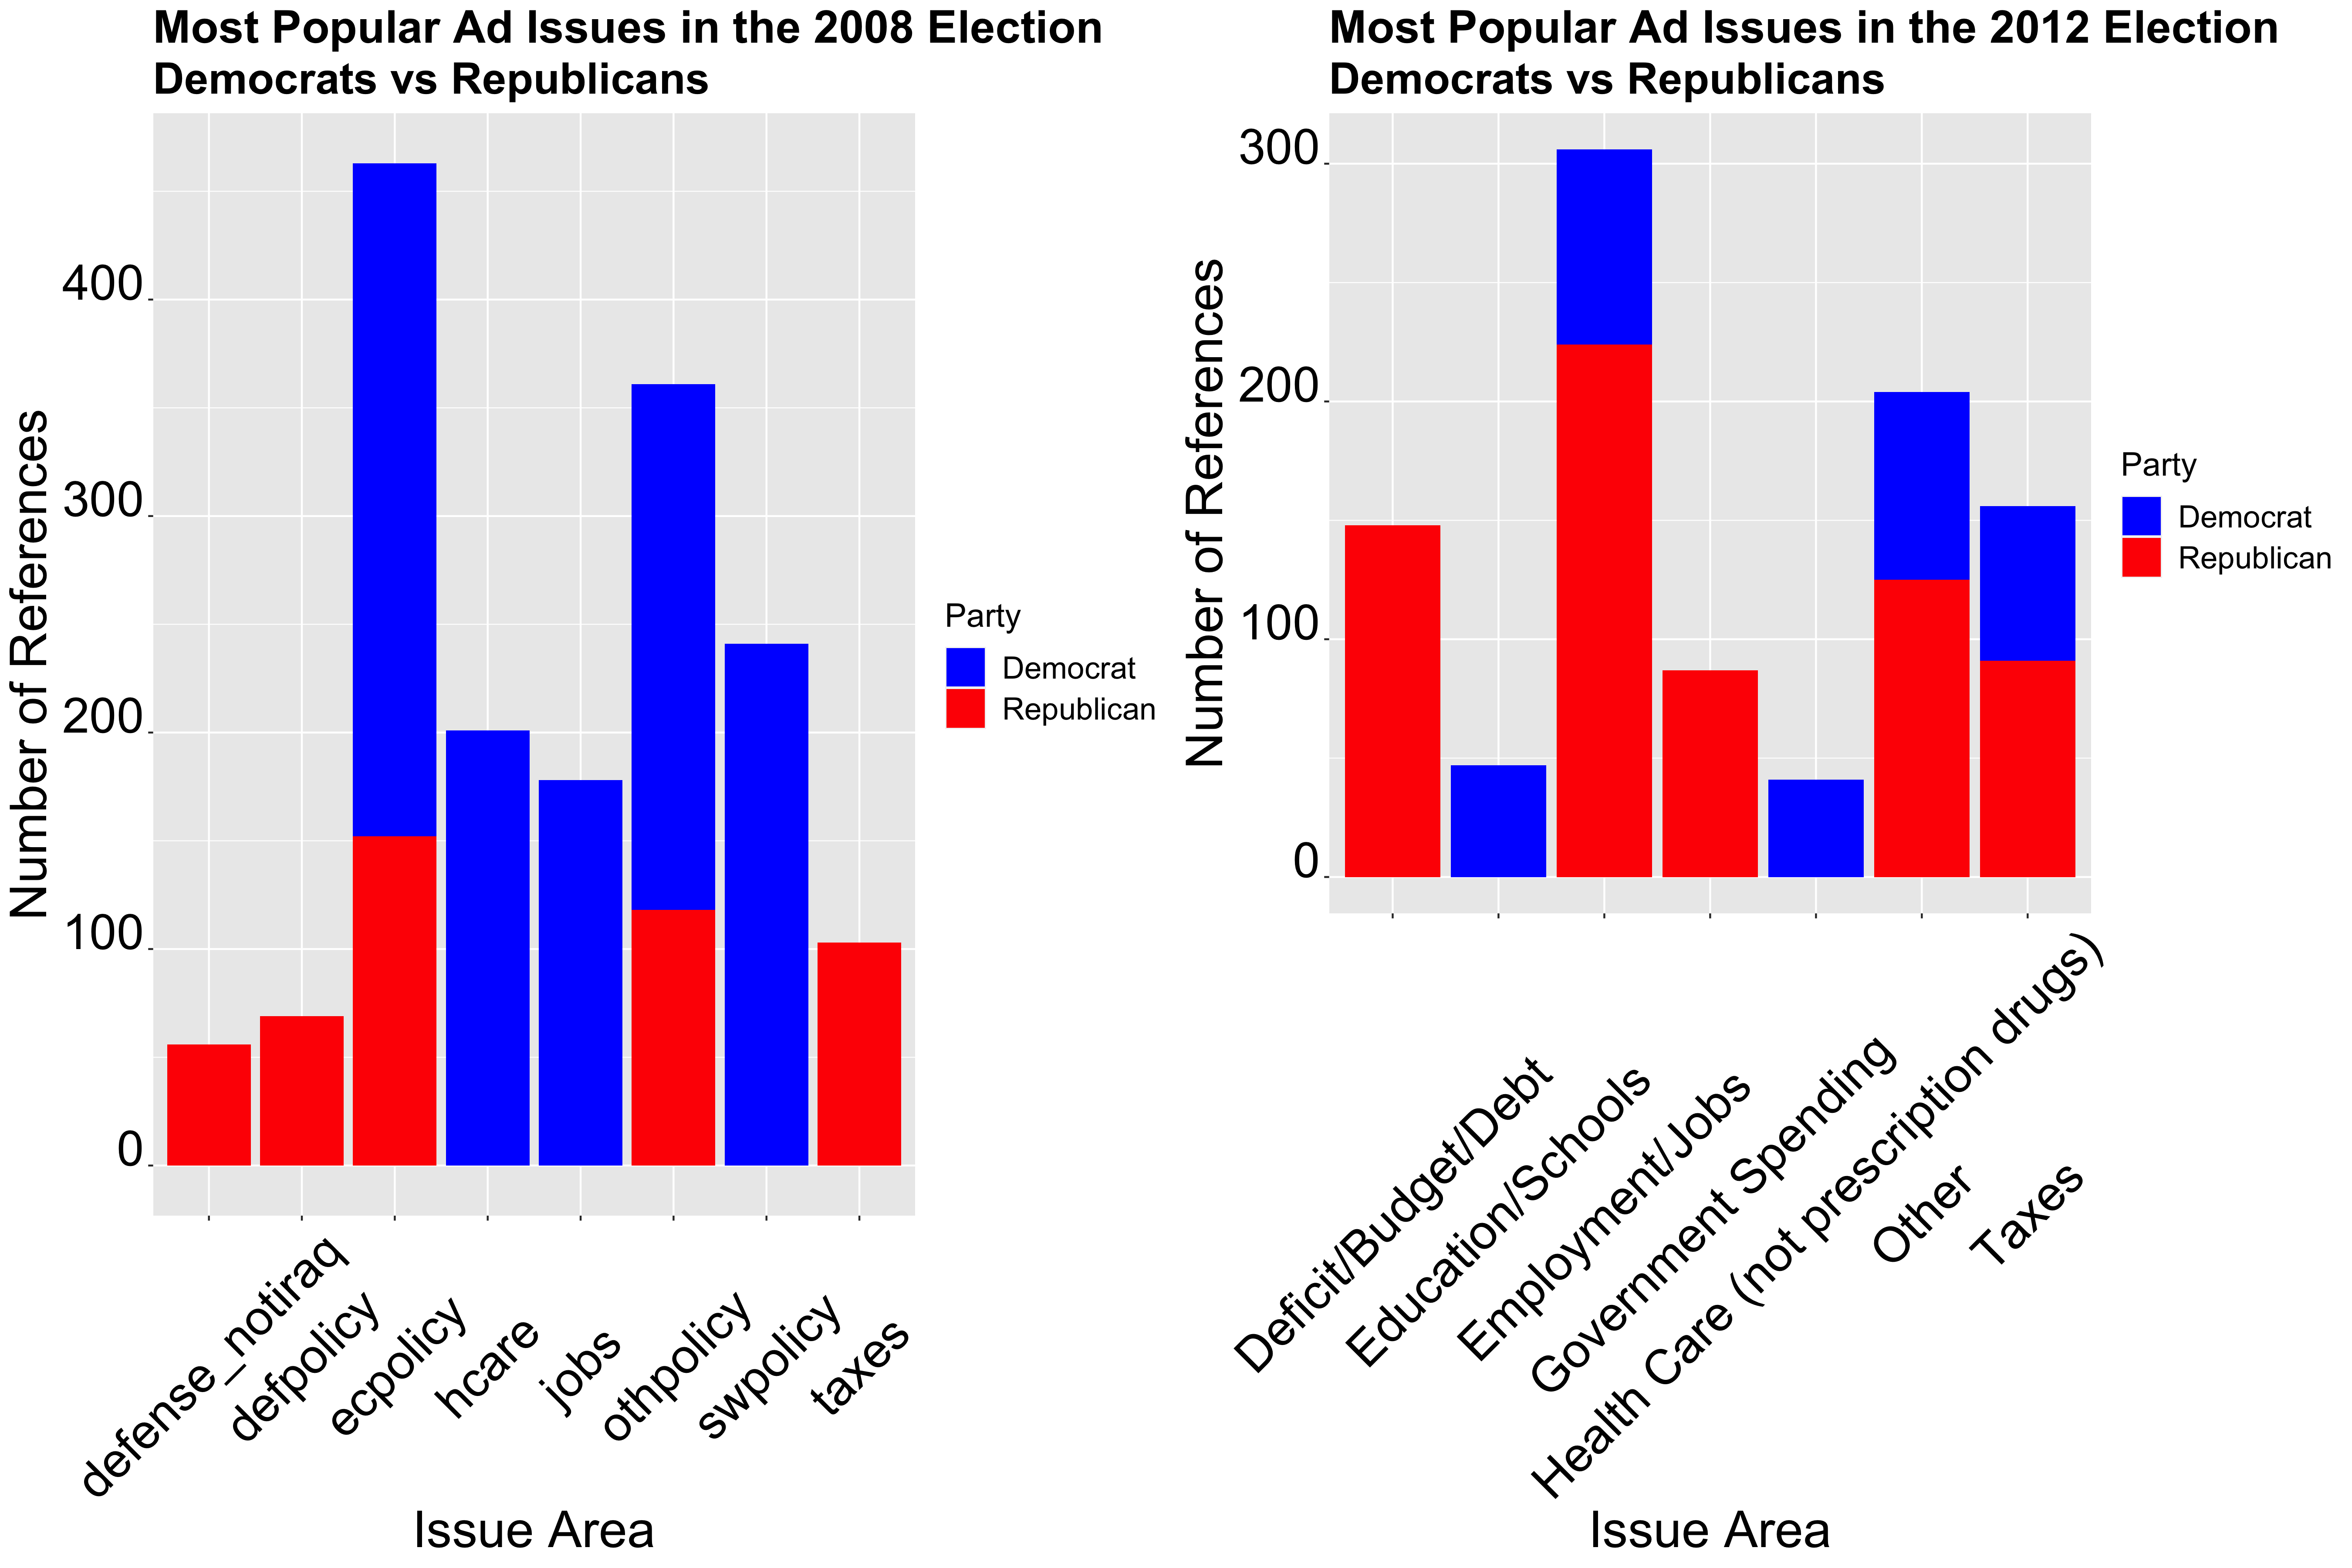 Most Popular Ad Issues in the 2008 Election
Democrats vs Republicans
Number of References
400
300
200
100
0
defense_notiraq
defpolicy
ecpolicy
hcare
jobs
othpolicy
swpolicy
taxes
Issue Area
Party
Democrat
Republican
Most Popular Ad Issues in the 2012 Election
Democrats vs Republicans
Number of References
300
200
100
0
Deficit/Budget/Debt
Education/Schools
Employment/Jobs
Government Spending
Health Care (not prescription drugs)
Other
Taxes
Issue Area
Party
Democrat
Republican